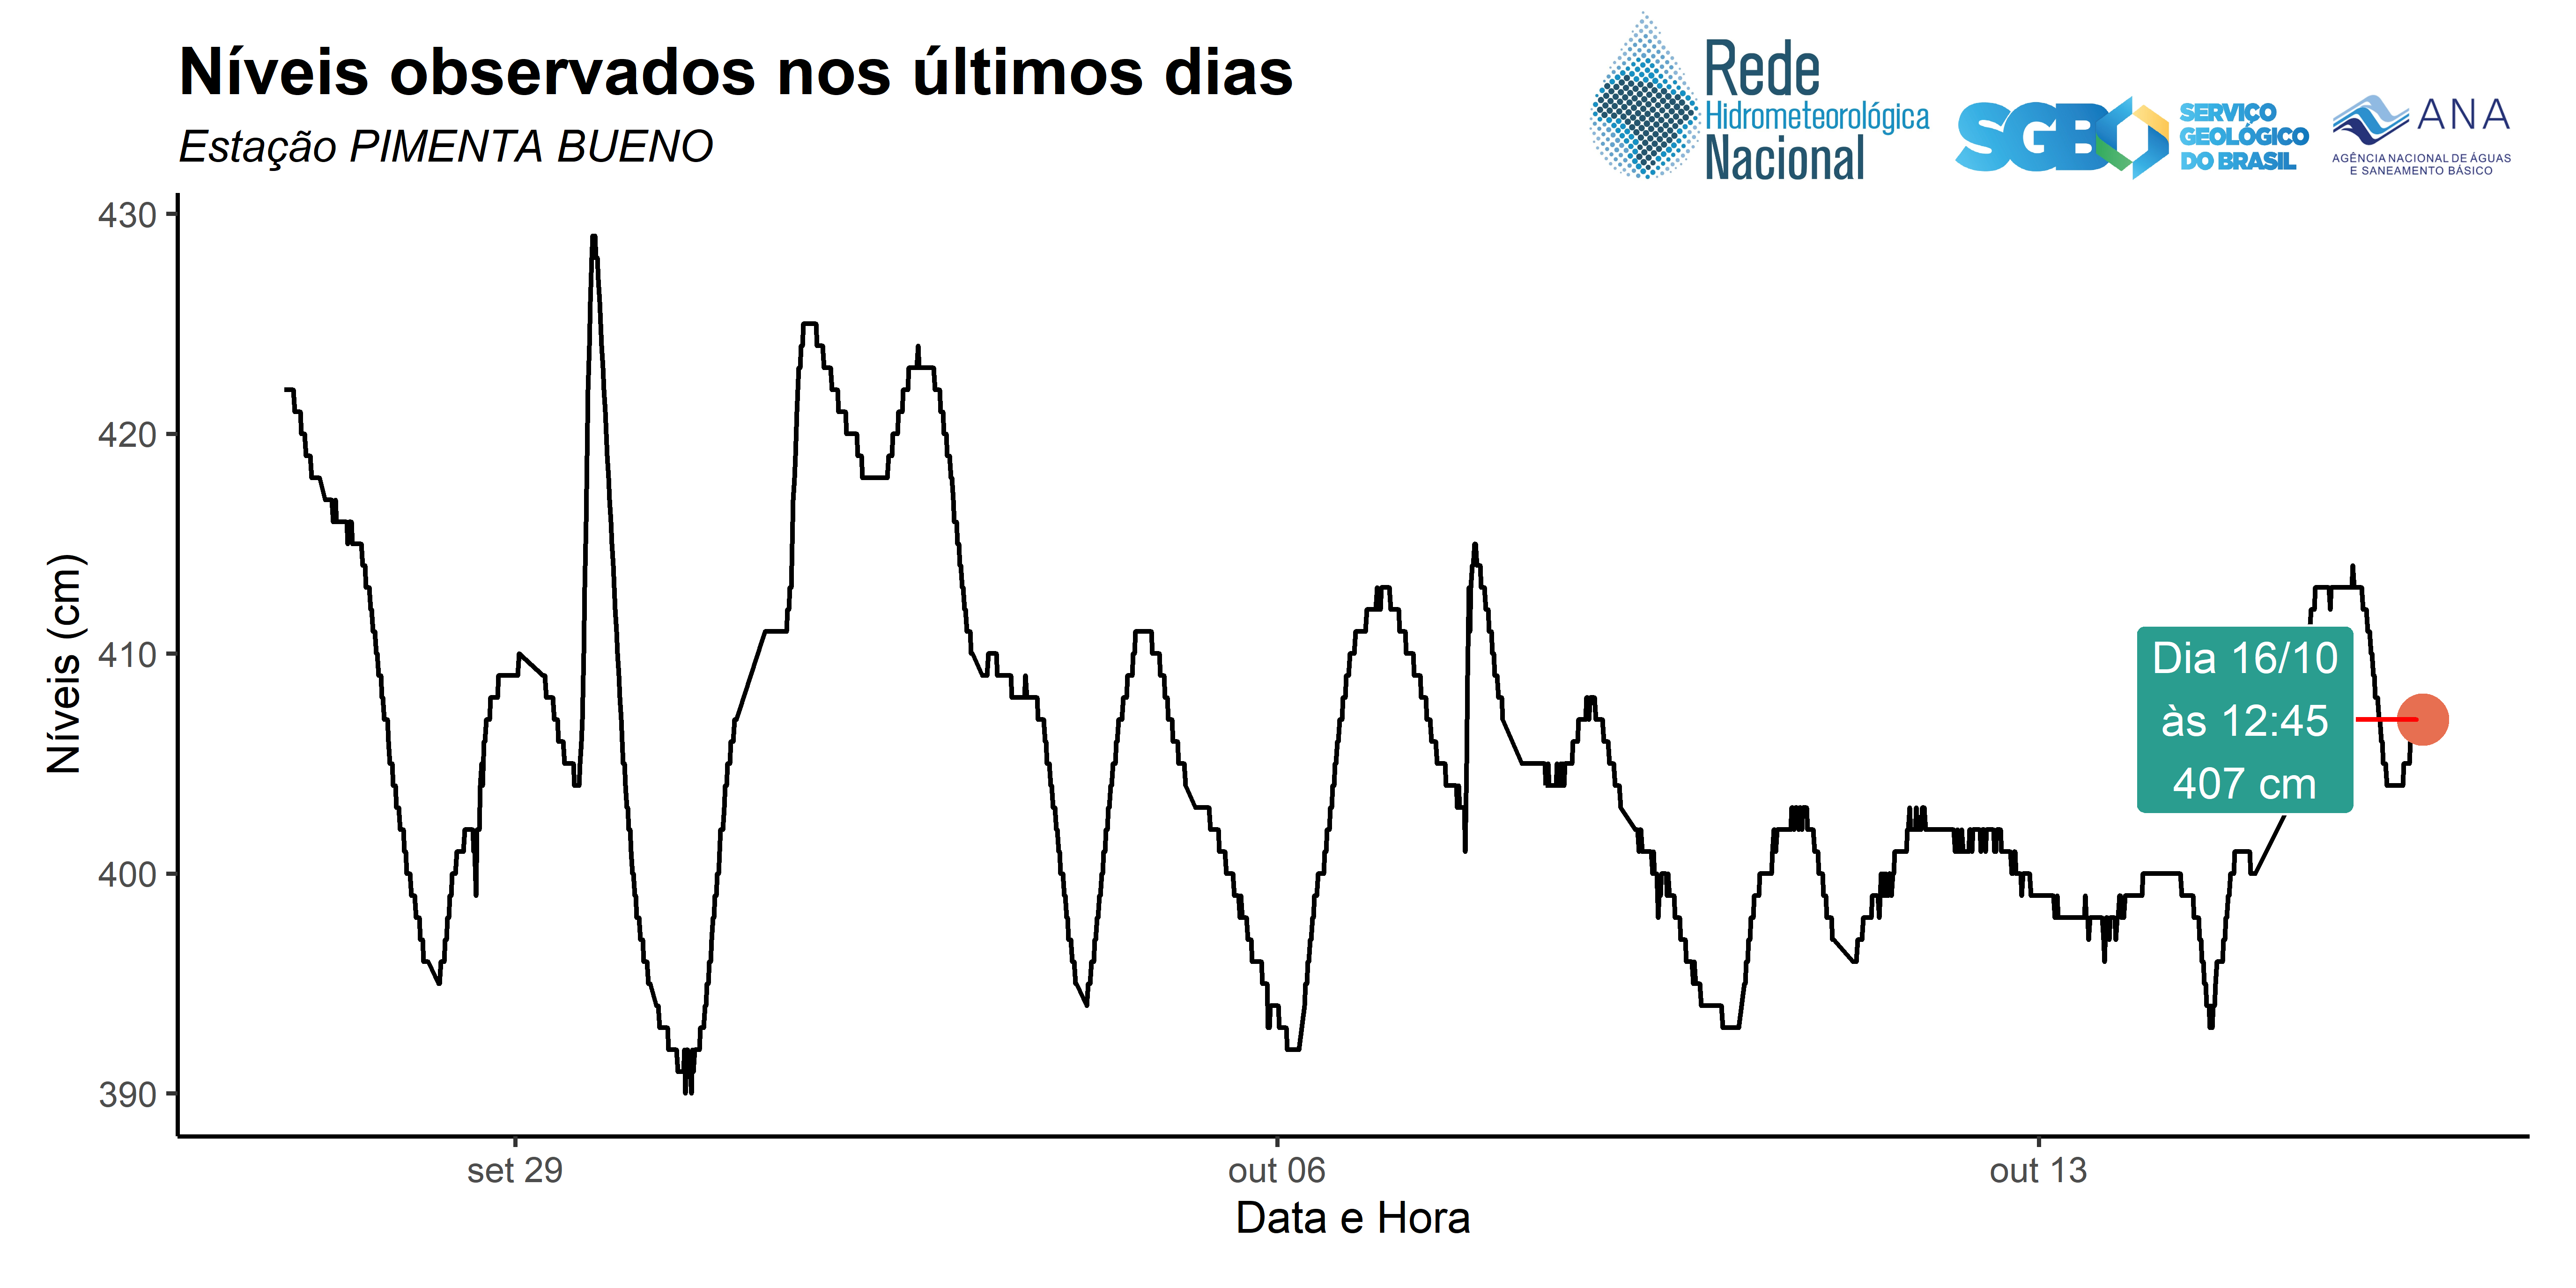 Níveis observados nos últimos dias
Estação PIMENTA BUENO
Rede
Hidrometeorológica
Nacional
SGB
SERVIÇO
GEOLÓGICO
DO BRASIL
ANA
AGÊNCIA NACIONAL DE ÁGUAS
E SANEAMENTO BÁSICO
430
420
410
400
390
Níveis (cm)
Dia 16/10
às 12:45
407 cm
set 29
out 06
out 13
Data e Hora